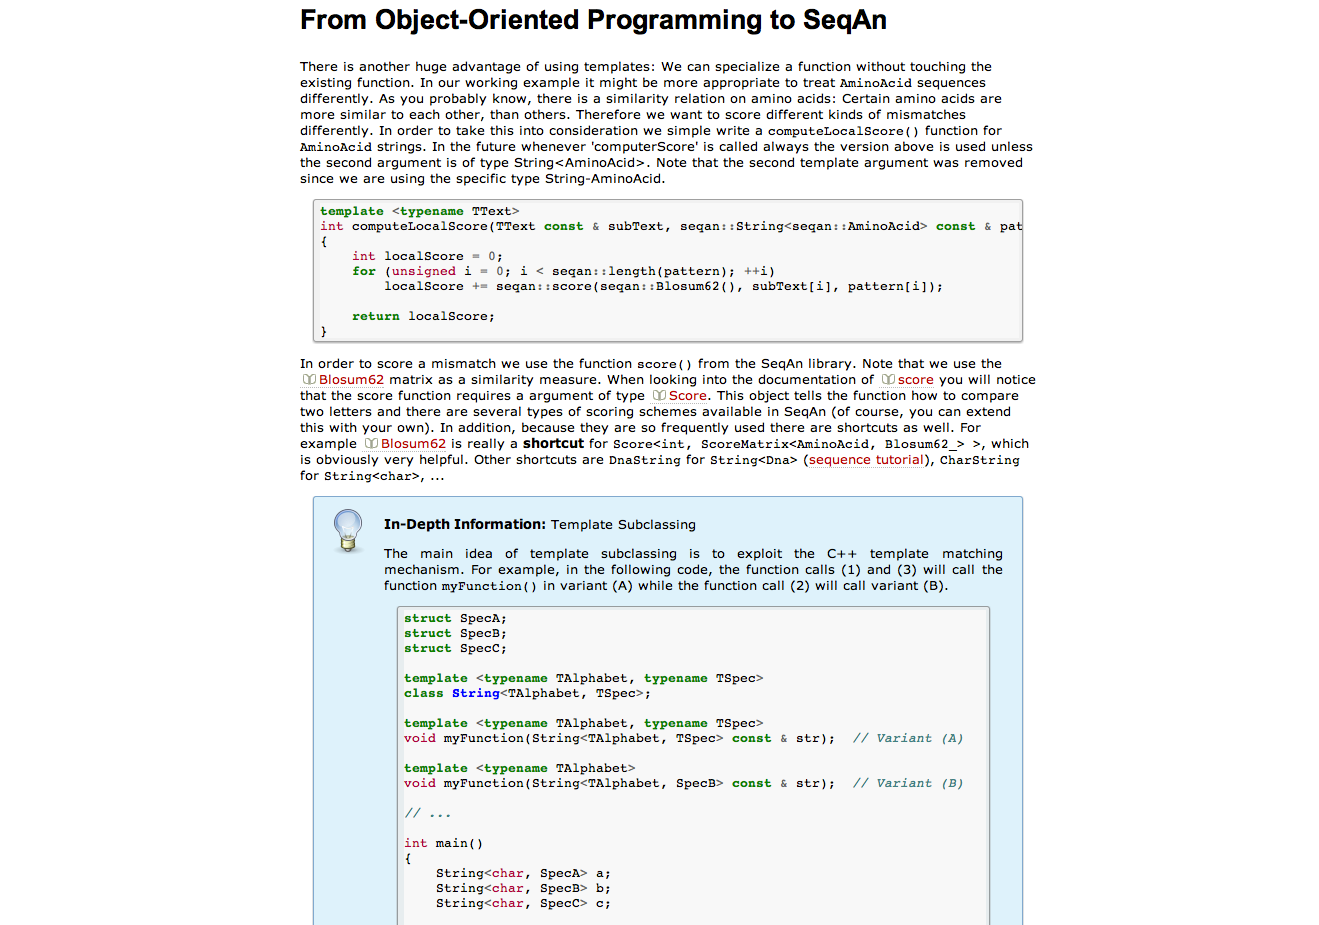 From Object-Oriented Programming to SeqAn
There is another huge advantage of using templates: We can specialize a function without touching the
existing function. In our working example it might be more appropriate to treat AminoAcid sequences
differently. As you probably know, there is a similarity relation on amino acids: Certain amino acids are
more similar to each other, than others. Therefore we want to score different kinds of mismatches
differently. In order to take this into consideration we simple write a computeLocalScore() function for
AminoAcid strings. In the future whenever 'computerScore' is called always the version above is used unless
the second argument is of type String<AminoAcid>. Note that the second template argument was removed
since we are using the specific type String-AminoAcid.
template <typename TText>
int computeLocalScore(TText const & subText, seqan::String<seqan::AminoAcid> const & pat
{
    int localScore = 0;
    for (unsigned i = 0; i < seqan::length(pattern); ++i)
        localScore += seqan::score(seqan::Blosum62(), subText[i], pattern[i]);
    return localScore;
}
In order to score a mismatch we use the function score() from the SeqAn library. Note that we use the
Blosum62 matrix as a similarity measure. When looking into the documentation of score you will notice
that the score function requires a argument of type Score. This object tells the function how to compare
two letters and there are several types of scoring schemes available in SeqAn (of course, you can extend
this with your own). In addition, because they are so frequently used there are shortcuts as well. For
example Blosum62 is really a shortcut for Score<int, ScoreMatrix<AminoAcid, Blosum62_> >, which
is obviously very helpful. Other shortcuts are DnaString for String<Dna> (sequence tutorial), CharString
for String<char>, ...
In-Depth Information: Template Subclassing
The main idea of template subclassing is to exploit the C++ template matching
mechanism. For example, in the following code, the function calls (1) and (3) will call the
function myFunction() in variant (A) while the function call (2) will call variant (B).
struct SpecA;
struct SpecB;
struct SpecC;
template <typename TAlphabet, typename TSpec>
class String<TAlphabet, TSpec>;
template <typename TAlphabet, typename TSpec>
void myFunction(String<TAlphabet, TSpec> const & str);  // Variant (A)
template <typename TAlphabet>
void myFunction(String<TAlphabet, SpecB> const & str);  // Variant (B)
// ...
int main()
{
    String<char, SpecA> a;
    String<char, SpecB> b;
    String<char, SpecC> c;